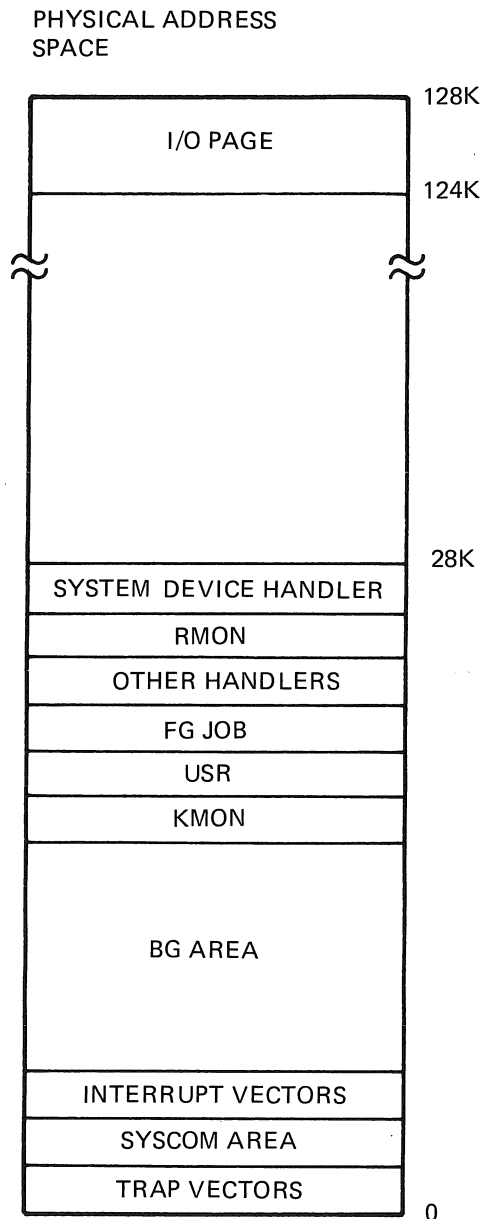 PHYSICAL ADDRESS
SPACE
128K
I/O PAGE
124K
28K
SYSTEM DEVICE HANDLER
RMON
OTHER HANDLERS
FG JOB
USR
KMON
BG AREA
INTERRUPT VECTORS
SYSCOM AREA
TRAP VECTORS
0